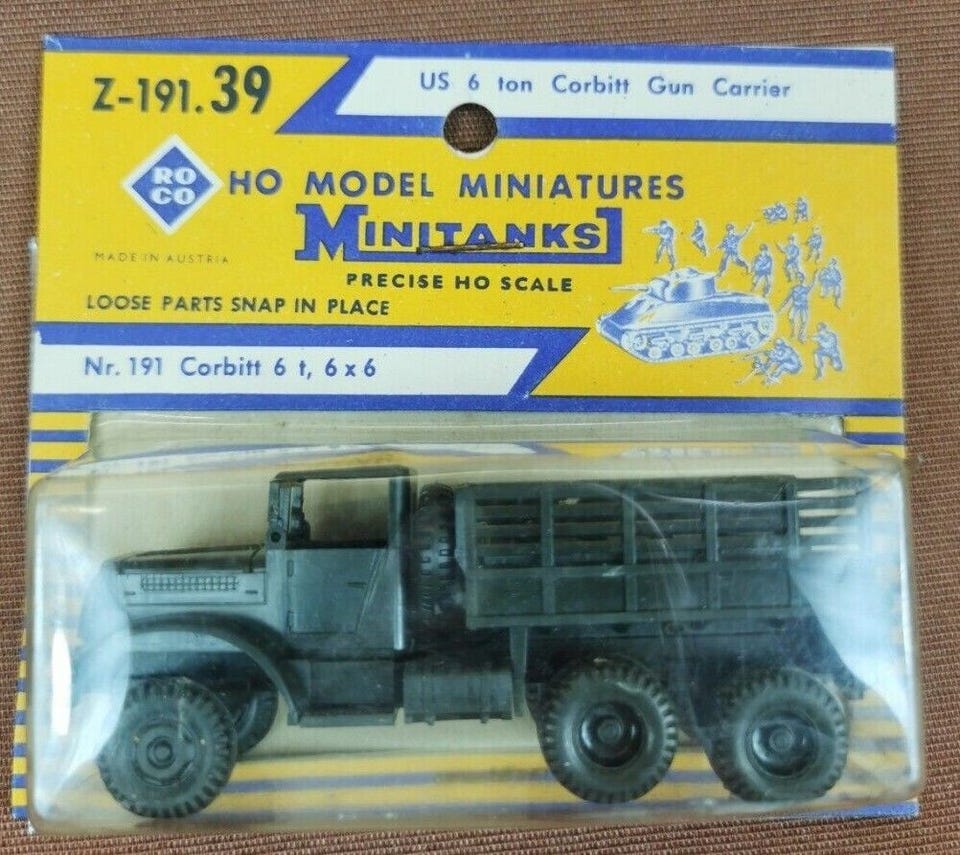 Z-191.39
US 6 ton Corbitt Gun Carrier
RO
CO
HO MODEL MINIATURES
MINITANKS
MADE IN AUSTRIA
PRECISE HO SCALE
LOOSE PARTS SNAP IN PLACE
Nr. 191 Corbitt 6 t, 6 x 6